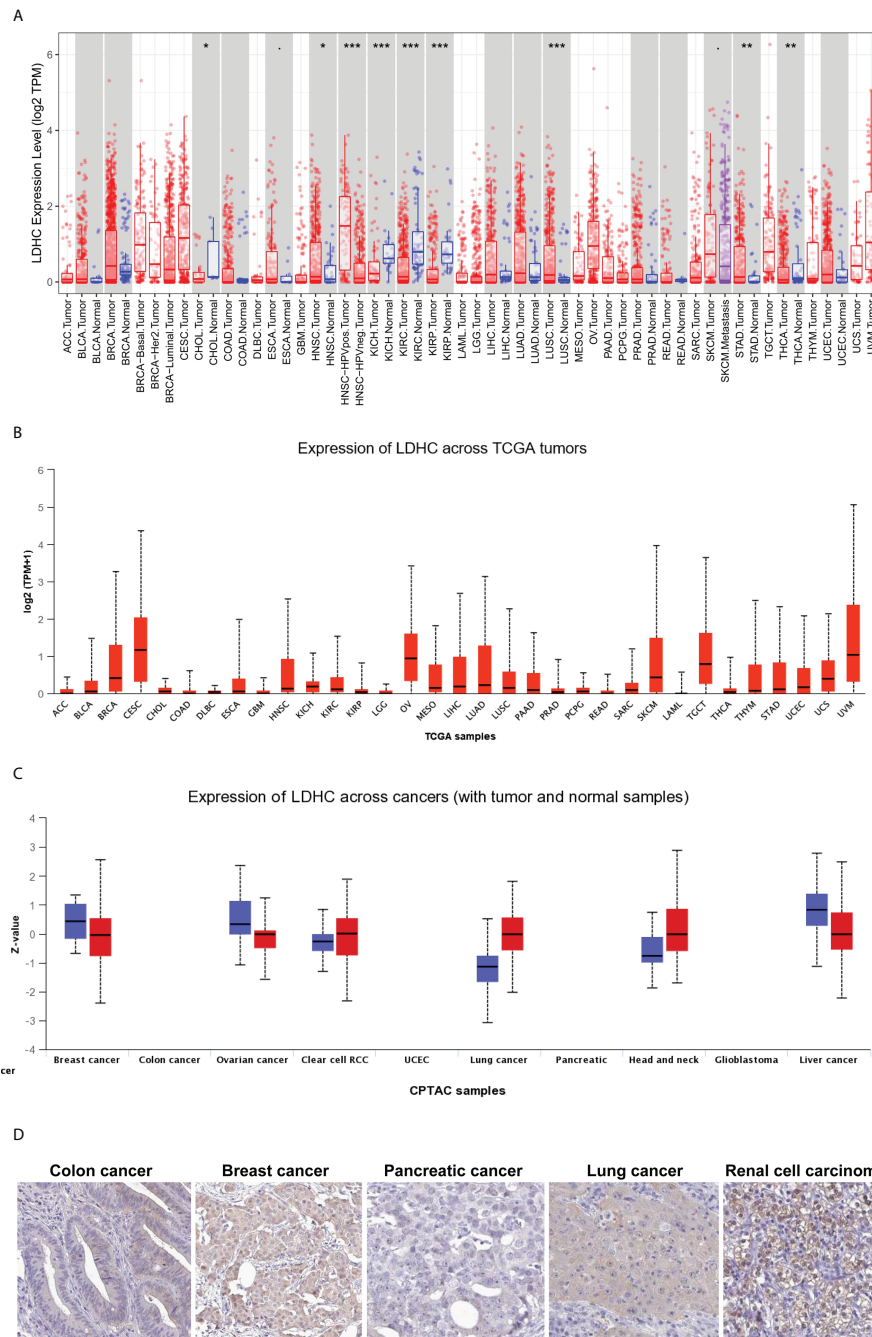 A
LDHC Expression Level (log2 TPM)
6
4
2
0
* . * *** *** *** *** *** . ** **
ACC.Tumor
BLCA.Tumor
BLCA.Normal
BRCA.Tumor
BRCA.Normal
BRCA-Basal.Tumor
BRCA-Her2.Tumor
BRCA-Luminal.Tumor
CESC.Tumor
CHOL.Tumor
CHOL.Normal
COAD.Tumor
COAD.Normal
DLBC.Tumor
ESCA.Tumor
ESCA.Normal
GBM.Tumor
HNSC.Tumor
HNSC.Normal
HNSC-HPVpos.Tumor
HNSC-HPVneg.Tumor
KICH.Tumor
KICH.Normal
KIRC.Tumor
KIRC.Normal
KIRP.Tumor
KIRP.Normal
LAML.Tumor
LGG.Tumor
LIHC.Tumor
LIHC.Normal
LUAD.Tumor
LUAD.Normal
LUSC.Tumor
LUSC.Normal
MESO.Tumor
OV.Tumor
PAAD.Tumor
PCPG.Tumor
PRAD.Tumor
PRAD.Normal
READ.Tumor
READ.Normal
SARC.Tumor
SKCM.Tumor
SKCM.Metastasis
STAD.Tumor
STAD.Normal
TGCT.Tumor
THCA.Tumor
THCA.Normal
THYM.Tumor
UCEC.Tumor
UCEC.Normal
UCS.Tumor
UVM.Tumor
B
Expression of LDHC across TCGA tumors
log2 (TPM+1)
6
5
4
3
2
1
0
ACC
BLCA
BRCA
CESC
CHOL
COAD
DLBC
ESCA
GBM
HNSC
KICH
KIRC
KIRP
LGG
OV
MESO
LIHC
LUAD
LUSC
PAAD
PRAD
PCPG
READ
SARC
SKCM
LAML
TGCT
THCA
THYM
STAD
UCEC
UCS
UVM
TCGA samples
C
Expression of LDHC across cancers (with tumor and normal samples)
Z-value
4
3
2
1
0
-1
-2
-3
-4
Breast cancer Colon cancer Ovarian cancer Clear cell RCC UCEC Lung cancer Pancreatic Head and neck Glioblastoma Liver cancer
cer
CPTAC samples
D
Colon cancer Breast cancer Pancreatic cancer Lung cancer Renal cell carcinom